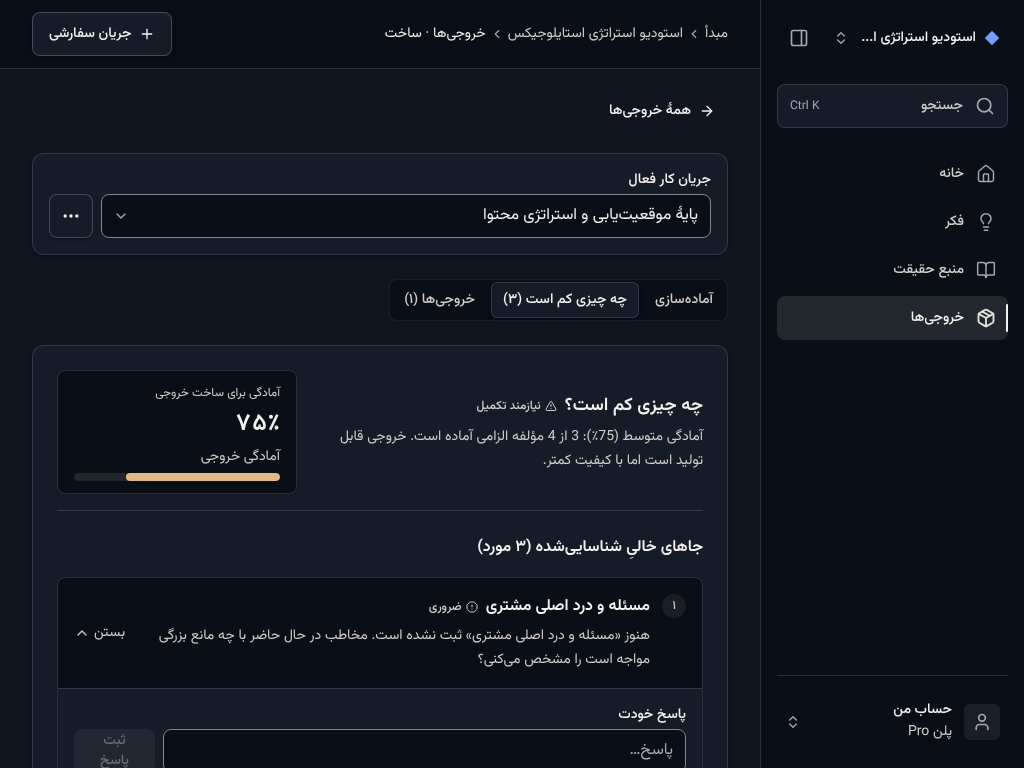 استودیو استراتژی ا...
جستجو
Ctrl K
خانه
فکر
منبع حقیقت
خروجی‌ها
حساب من
پلن Pro
مبدأ › استودیو استراتژی استایلوجیکس › خروجی‌ها · ساخت
جریان سفارشی
همهٔ خروجی‌ها
جریان کار فعال
پایهٔ موقعیت‌یابی و استراتژی محتوا
آماده‌سازی
چه چیزی کم است (۳)
خروجی‌ها (۱)
چه چیزی کم است؟ نیازمند تکمیل
آمادگی متوسط (75٪): 3 از 4 مؤلفه الزامی آماده است. خروجی قابل
تولید است اما با کیفیت کمتر.
آمادگی برای ساخت خروجی
۷۵٪
آمادگی خروجی
جاهای خالیِ شناسایی‌شده (۳ مورد)
۱
مسئله و درد اصلی مشتری ضروری
هنوز «مسئله و درد اصلی مشتری» ثبت نشده است. مخاطب در حال حاضر با چه مانع بزرگی
مواجه است را مشخص می‌کنی؟
بستن
پاسخ خودت
پاسخ...
ثبت
پاسخ